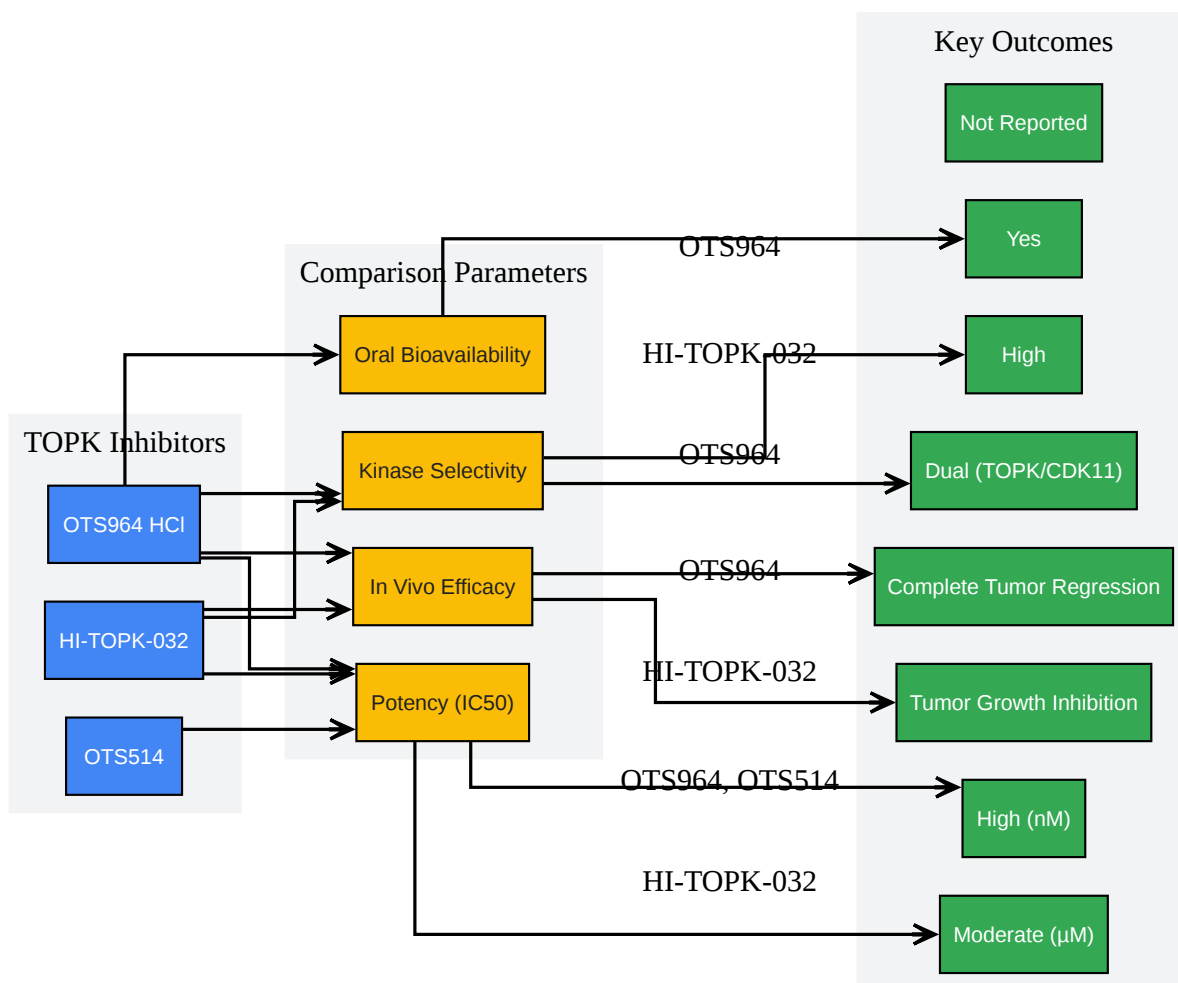 Key Outcomes
Not Reported
Yes
OTS964
Comparison Parameters
Oral Bioavailability
HI-TOPK-032
High
TOPK Inhibitors
OTS964
Kinase Selectivity
Dual (TOPK/CDK11)
OTS964 HCl
In Vivo Efficacy
OTS964
Complete Tumor Regression
HI-TOPK-032
HI-TOPK-032
Potency (IC50)
Tumor Growth Inhibition
OTS514
OTS964, OTS514
High (nM)
HI-TOPK-032
Moderate (µM)